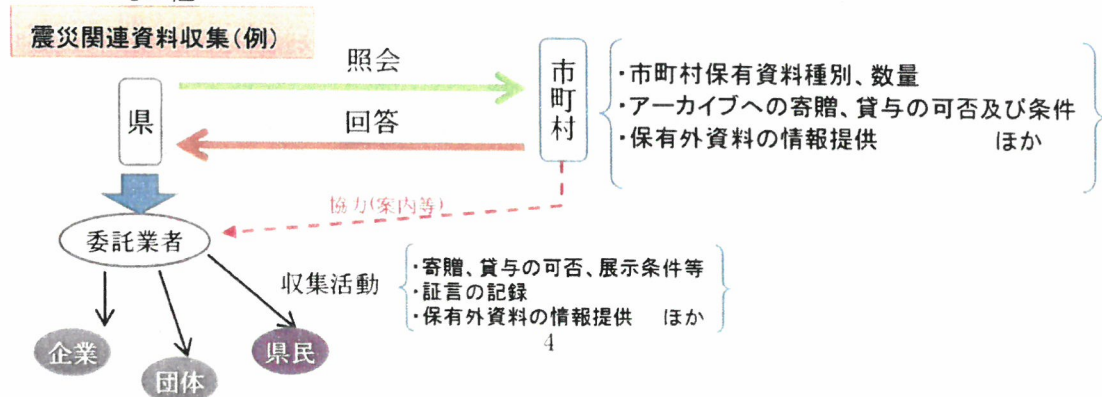 震災関連資料収集(例)
照会
県
市町村
回答
・市町村保有資料種別、数量
・アーカイブへの寄贈、貸与の可否及び条件
・保有外資料の情報提供 ほか
協力(案内等)
委託業者
収集活動
・寄贈、貸与の可否、展示条件等
・証言の記録
・保有外資料の情報提供 ほか
企業
団体
県民
4